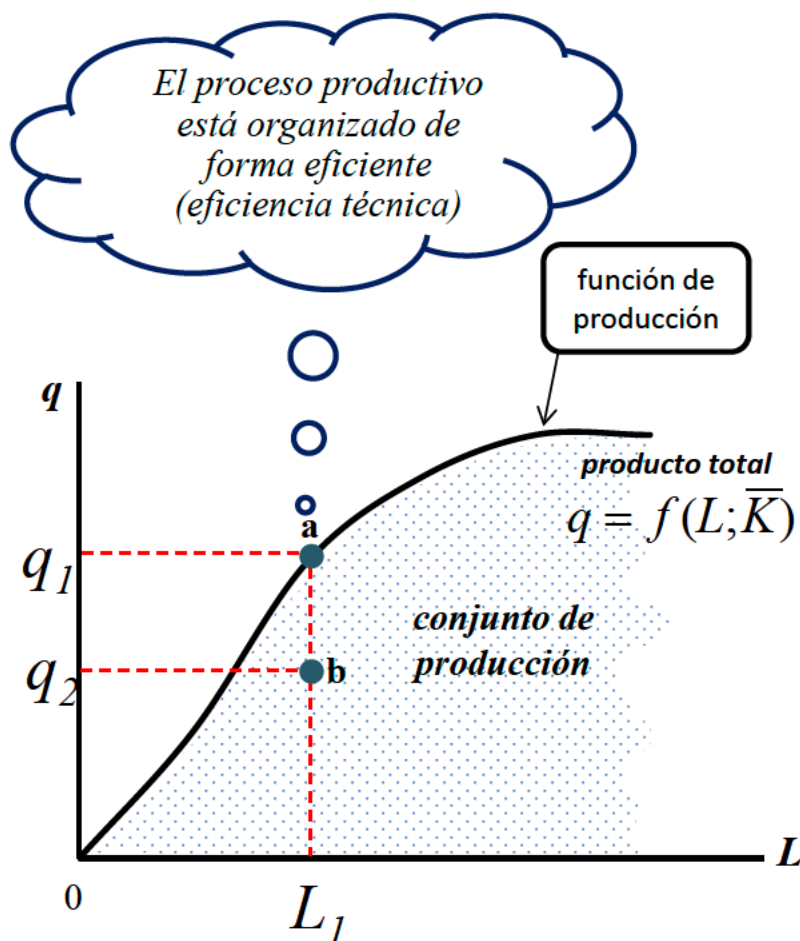 El proceso productivo
está organizado de
forma eficiente
(eficiencia técnica)
función de
producción
q
producto total
q = f(L; K̅)
a
q₁
conjunto de
producción
q₂
b
L
0
L₁